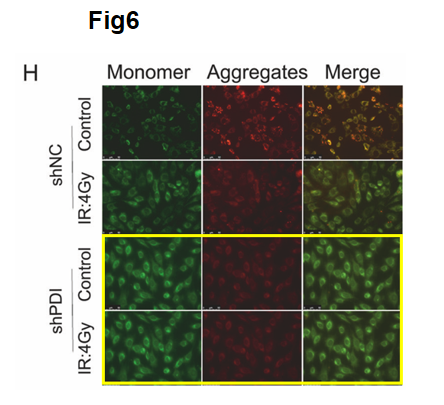 Fig6
H
Monomer Aggregates Merge
shNC
Control
IR:4Gy
shPDI
Control
IR:4Gy